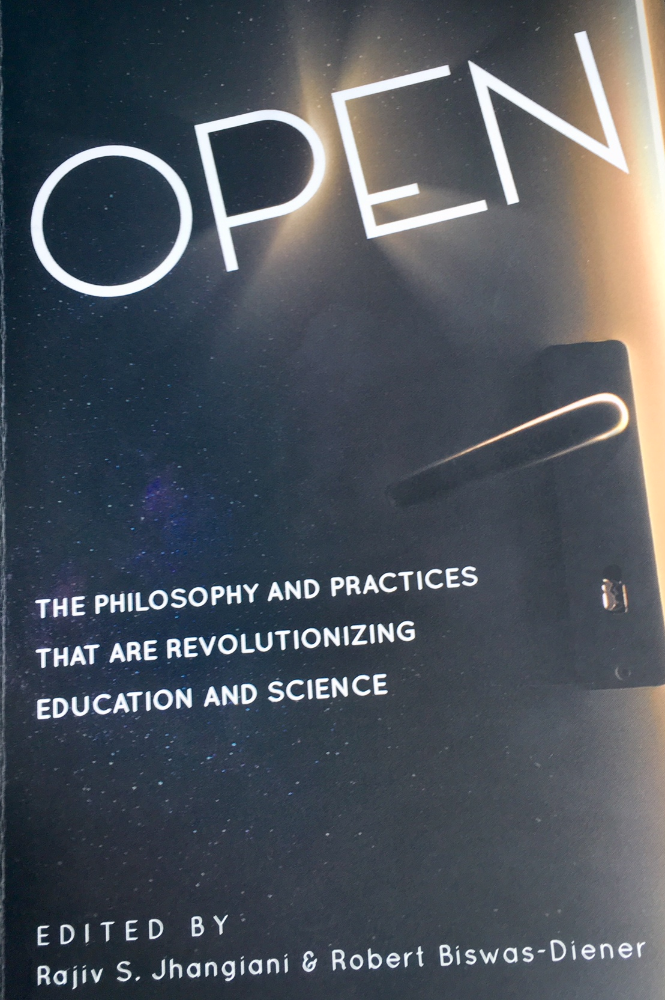 OPEN
THE PHILOSOPHY AND PRACTICES
THAT ARE REVOLUTIONIZING
EDUCATION AND SCIENCE
EDITED BY
Rajiv S. Jhangiani & Robert Biswas-Diener